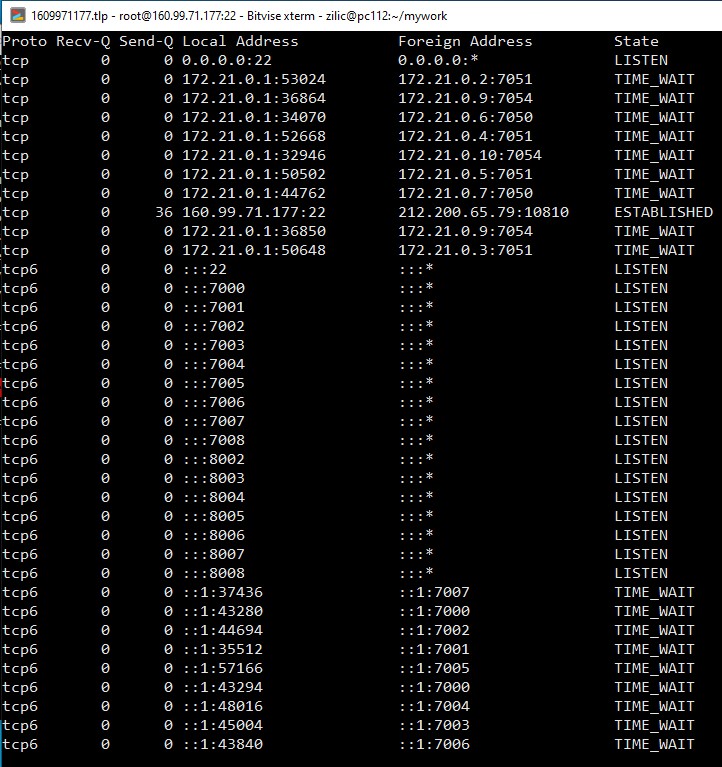 1609971177.tlp - root@160.99.71.177:22 - Bitvise xterm - zilic@pc112:~/mywork
Proto Recv-Q Send-Q Local Address Foreign Address State
tcp 0 0 0.0.0.0:22 0.0.0.0:* LISTEN
tcp 0 0 172.21.0.1:53024 172.21.0.2:7051 TIME_WAIT
tcp 0 0 172.21.0.1:36864 172.21.0.9:7054 TIME_WAIT
tcp 0 0 172.21.0.1:34070 172.21.0.6:7050 TIME_WAIT
tcp 0 0 172.21.0.1:52668 172.21.0.4:7051 TIME_WAIT
tcp 0 0 172.21.0.1:32946 172.21.0.10:7054 TIME_WAIT
tcp 0 0 172.21.0.1:50502 172.21.0.5:7051 TIME_WAIT
tcp 0 0 172.21.0.1:44762 172.21.0.7:7050 TIME_WAIT
tcp 0 36 160.99.71.177:22 212.200.65.79:10810 ESTABLISHED
tcp 0 0 172.21.0.1:36850 172.21.0.9:7054 TIME_WAIT
tcp 0 0 172.21.0.1:50648 172.21.0.3:7051 TIME_WAIT
tcp6 0 0 :::22 :::* LISTEN
tcp6 0 0 :::7000 :::* LISTEN
tcp6 0 0 :::7001 :::* LISTEN
tcp6 0 0 :::7002 :::* LISTEN
tcp6 0 0 :::7003 :::* LISTEN
tcp6 0 0 :::7004 :::* LISTEN
tcp6 0 0 :::7005 :::* LISTEN
tcp6 0 0 :::7006 :::* LISTEN
tcp6 0 0 :::7007 :::* LISTEN
tcp6 0 0 :::7008 :::* LISTEN
tcp6 0 0 :::8002 :::* LISTEN
tcp6 0 0 :::8003 :::* LISTEN
tcp6 0 0 :::8004 :::* LISTEN
tcp6 0 0 :::8005 :::* LISTEN
tcp6 0 0 :::8006 :::* LISTEN
tcp6 0 0 :::8007 :::* LISTEN
tcp6 0 0 :::8008 :::* LISTEN
tcp6 0 0 ::1:37436 ::1:7007 TIME_WAIT
tcp6 0 0 ::1:43280 ::1:7000 TIME_WAIT
tcp6 0 0 ::1:44694 ::1:7002 TIME_WAIT
tcp6 0 0 ::1:35512 ::1:7001 TIME_WAIT
tcp6 0 0 ::1:57166 ::1:7005 TIME_WAIT
tcp6 0 0 ::1:43294 ::1:7000 TIME_WAIT
tcp6 0 0 ::1:48016 ::1:7004 TIME_WAIT
tcp6 0 0 ::1:45004 ::1:7003 TIME_WAIT
tcp6 0 0 ::1:43840 ::1:7006 TIME_WAIT